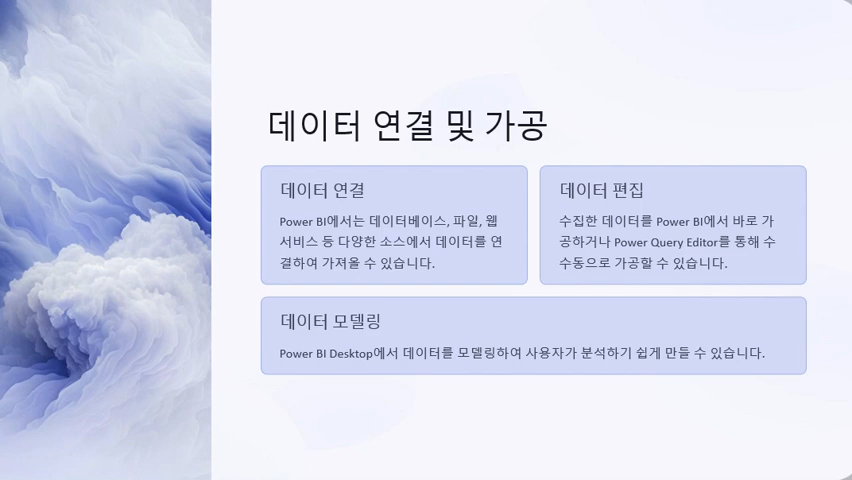 데이터 연결 및 가공
데이터 연결
Power BI에서는 데이터베이스, 파일, 웹
서비스 등 다양한 소스에서 데이터를 연
결하여 가져올 수 있습니다.
데이터 편집
수집한 데이터를 Power BI에서 바로 가
공하거나 Power Query Editor를 통해 수
수동으로 가공할 수 있습니다.
데이터 모델링
Power BI Desktop에서 데이터를 모델링하여 사용자가 분석하기 쉽게 만들 수 있습니다.